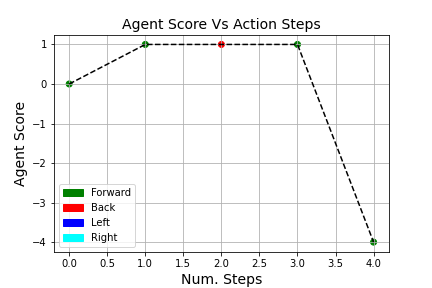 Agent Score Vs Action Steps
1
0
−1
−2
−3
−4
Agent Score
Forward
Back
Left
Right
0.0 0.5 1.0 1.5 2.0 2.5 3.0 3.5 4.0
Num. Steps